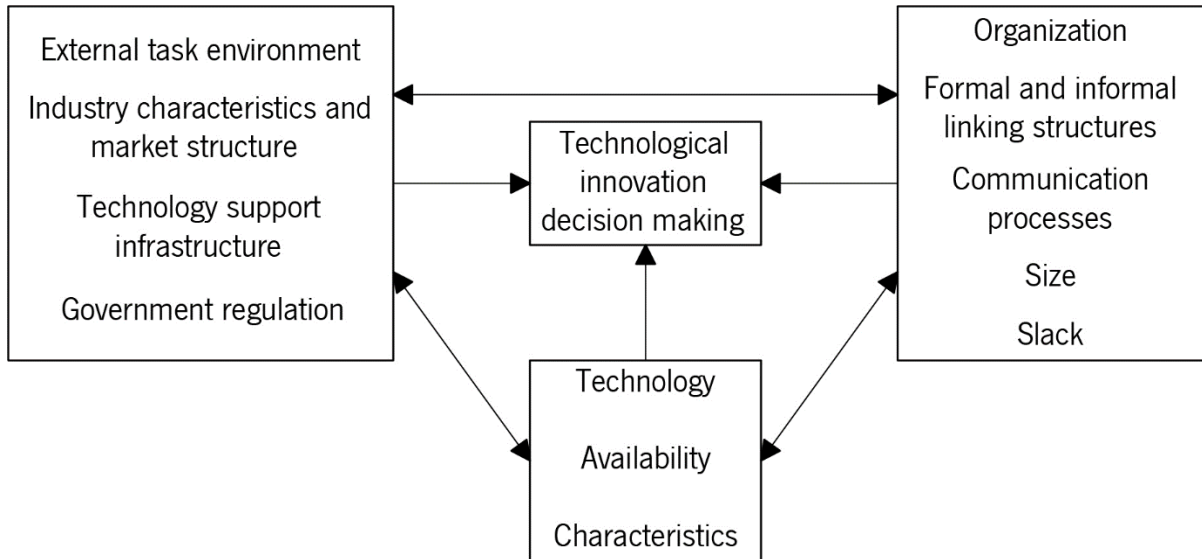 External task environment
Industry characteristics and
market structure
Technology support
infrastructure
Government regulation
Technological
innovation
decision making
Organization
Formal and informal
linking structures
Communication
processes
Size
Slack
Technology
Availability
Characteristics